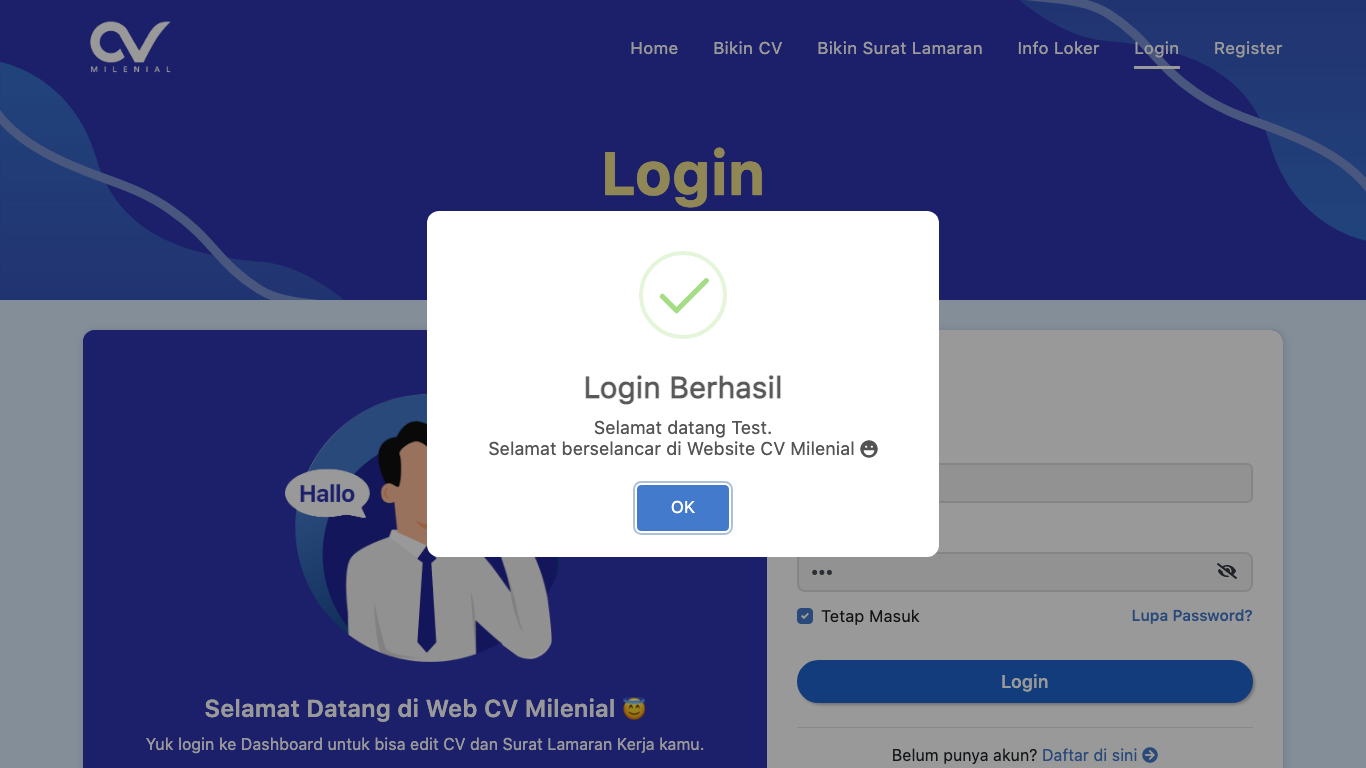 CV
MILENIAL
Home
Bikin CV
Bikin Surat Lamaran
Info Loker
Login
Register
Login
Login Berhasil
Selamat datang Test.
Selamat berselancar di Website CV Milenial
OK
Hallo
Selamat Datang di Web CV Milenial 😇
Yuk login ke Dashboard untuk bisa edit CV dan Surat Lamaran Kerja kamu.
•••
Tetap Masuk
Lupa Password?
Login
Belum punya akun? Daftar di sini